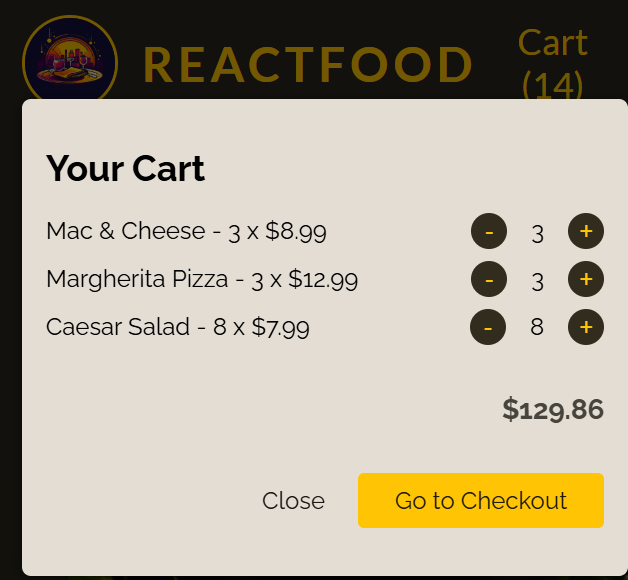 REACTFOOD
Cart
(14)
Your Cart
Mac & Cheese - 3 x $8.99 - 3 +
Margherita Pizza - 3 x $12.99 - 3 +
Caesar Salad - 8 x $7.99 - 8 +
$129.86
Close Go to Checkout